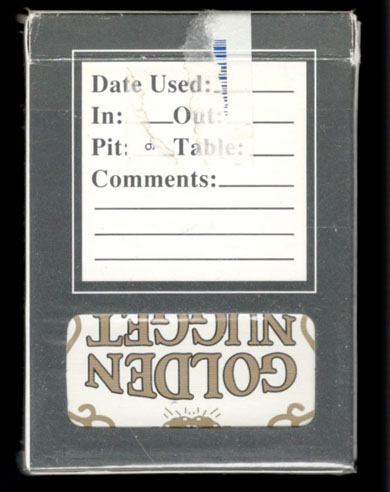 Date Used:
In: Out:
Pit: Table:
Comments:
GOLDEN
NUGGET